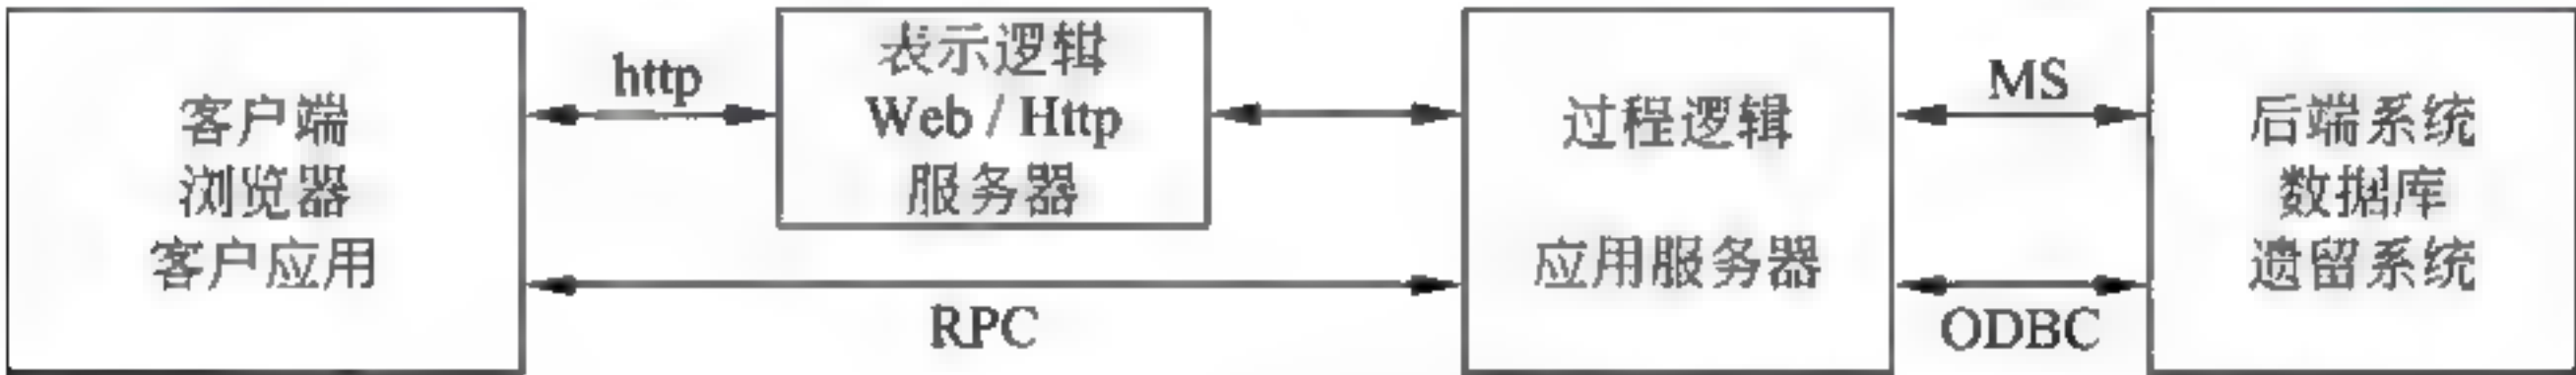 客户端
浏览器
客户应用
http
表示逻辑
Web / Http
服务器
RPC
过程逻辑
应用服务器
MS
ODBC
后端系统
数据库
遗留系统